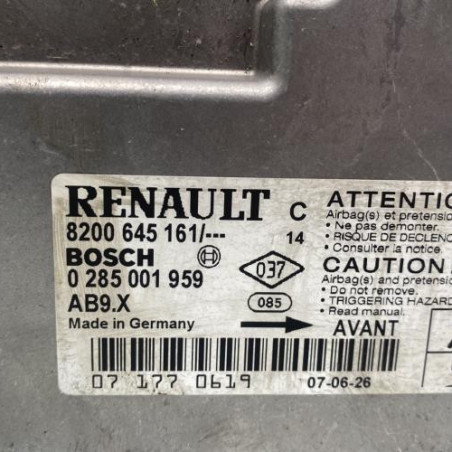 RENAULT C
8200 645 161/--- 14
BOSCH
0 285 001 959 037
AB9.X 085
Made in Germany AVANT
07 177 0619 07-06-26
ATTENTIO
Airbag(s) et pretension
• Ne pas demonter.
• RISQUE DE DECLENC
• Consulter la notice.
CAUTION
Airbag(s) and pretension
• Do not remove.
• TRIGGERING HAZARD
• Read manual.